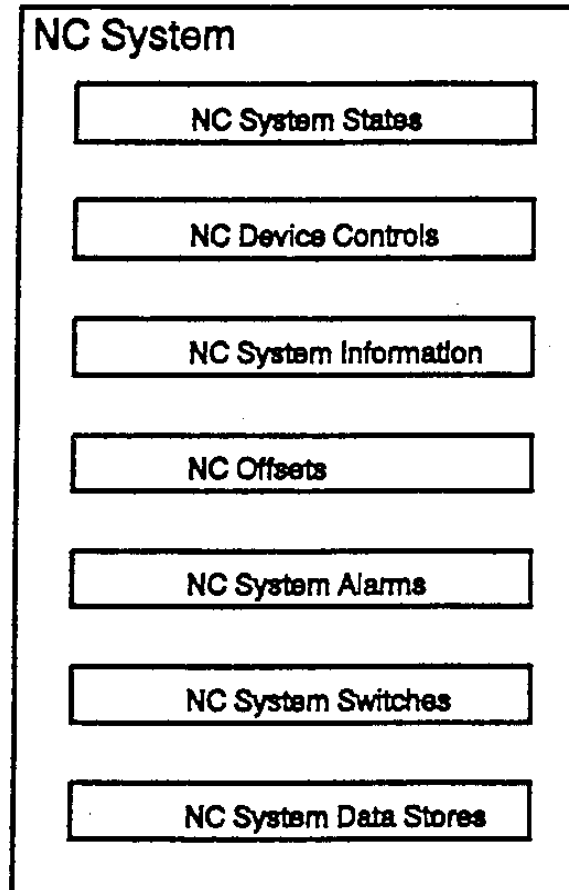 NC System
NC System States
NC Device Controls
NC System Information
NC Offsets
NC System Alarms
NC System Switches
NC System Data Stores